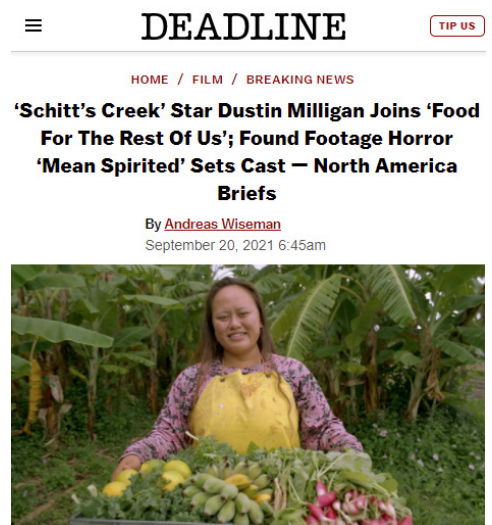 DEADLINE
TIP US
HOME / FILM / BREAKING NEWS
‘Schitt’s Creek’ Star Dustin Milligan Joins ‘Food
For The Rest Of Us’; Found Footage Horror
‘Mean Spirited’ Sets Cast — North America
Briefs
By Andreas Wiseman
September 20, 2021 6:45am